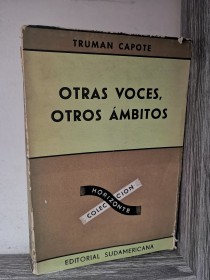 TRUMAN CAPOTE
OTRAS VOCES,
OTROS ÁMBITOS
HORIZONTE
COLECCION
EDITORIAL SUDAMERICANA